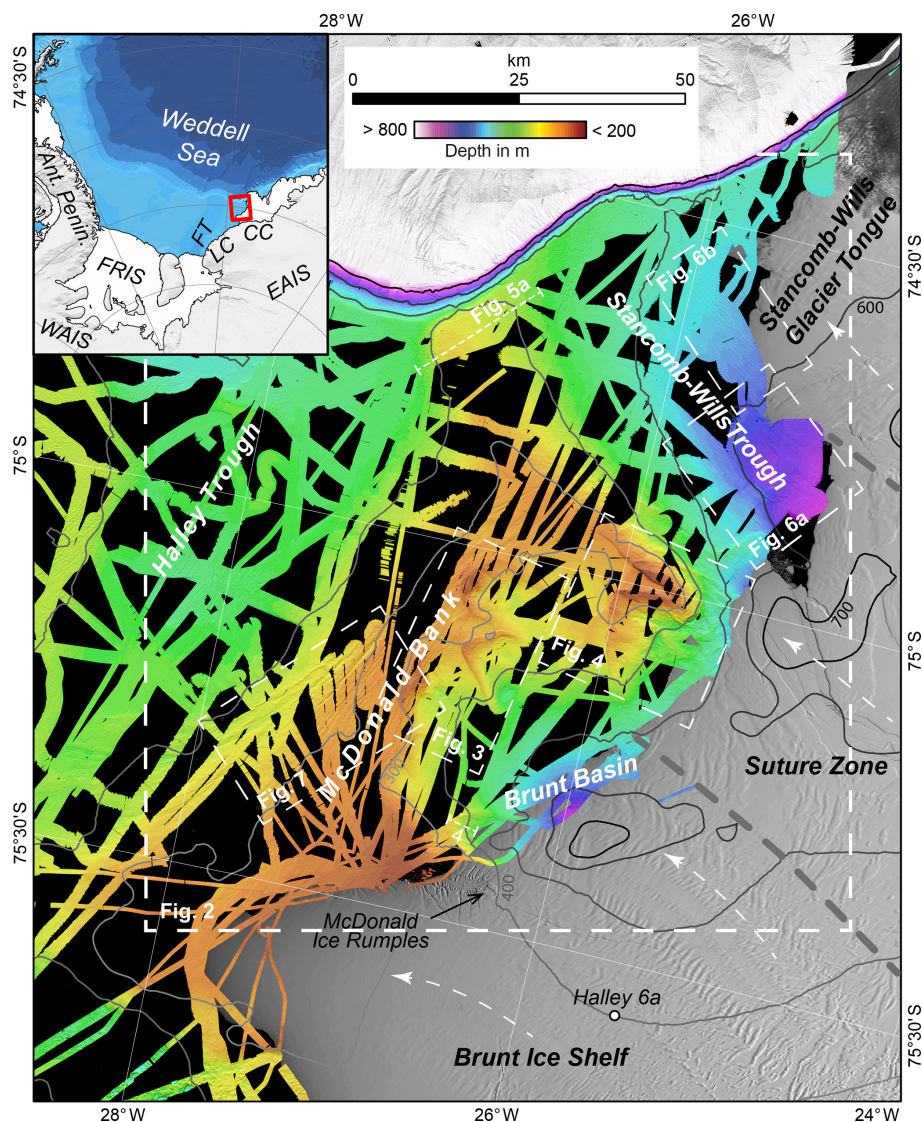 28°W
26°W
74°30'S
75°S
75°30'S
Weddell
Sea
Ant. Penin.
FT
LC
CC
FRIS
EAIS
WAIS
km
0
25
50
> 800
< 200
Depth in m
74°30'S
Stancomb-Wills
Glacier Tongue
600
Fig. 6b
Fig. 5a
Stancomb-Wills Trough
Halley Trough
Fig. 6a
700
75°S
McDonald Bank
Fig. 4
Fig. 3
Fig. 7
300
Brunt Basin
Suture Zone
Fig. 2
400
McDonald
Ice Rumples
Halley 6a
Brunt Ice Shelf
75°30'S
28°W
26°W
24°W